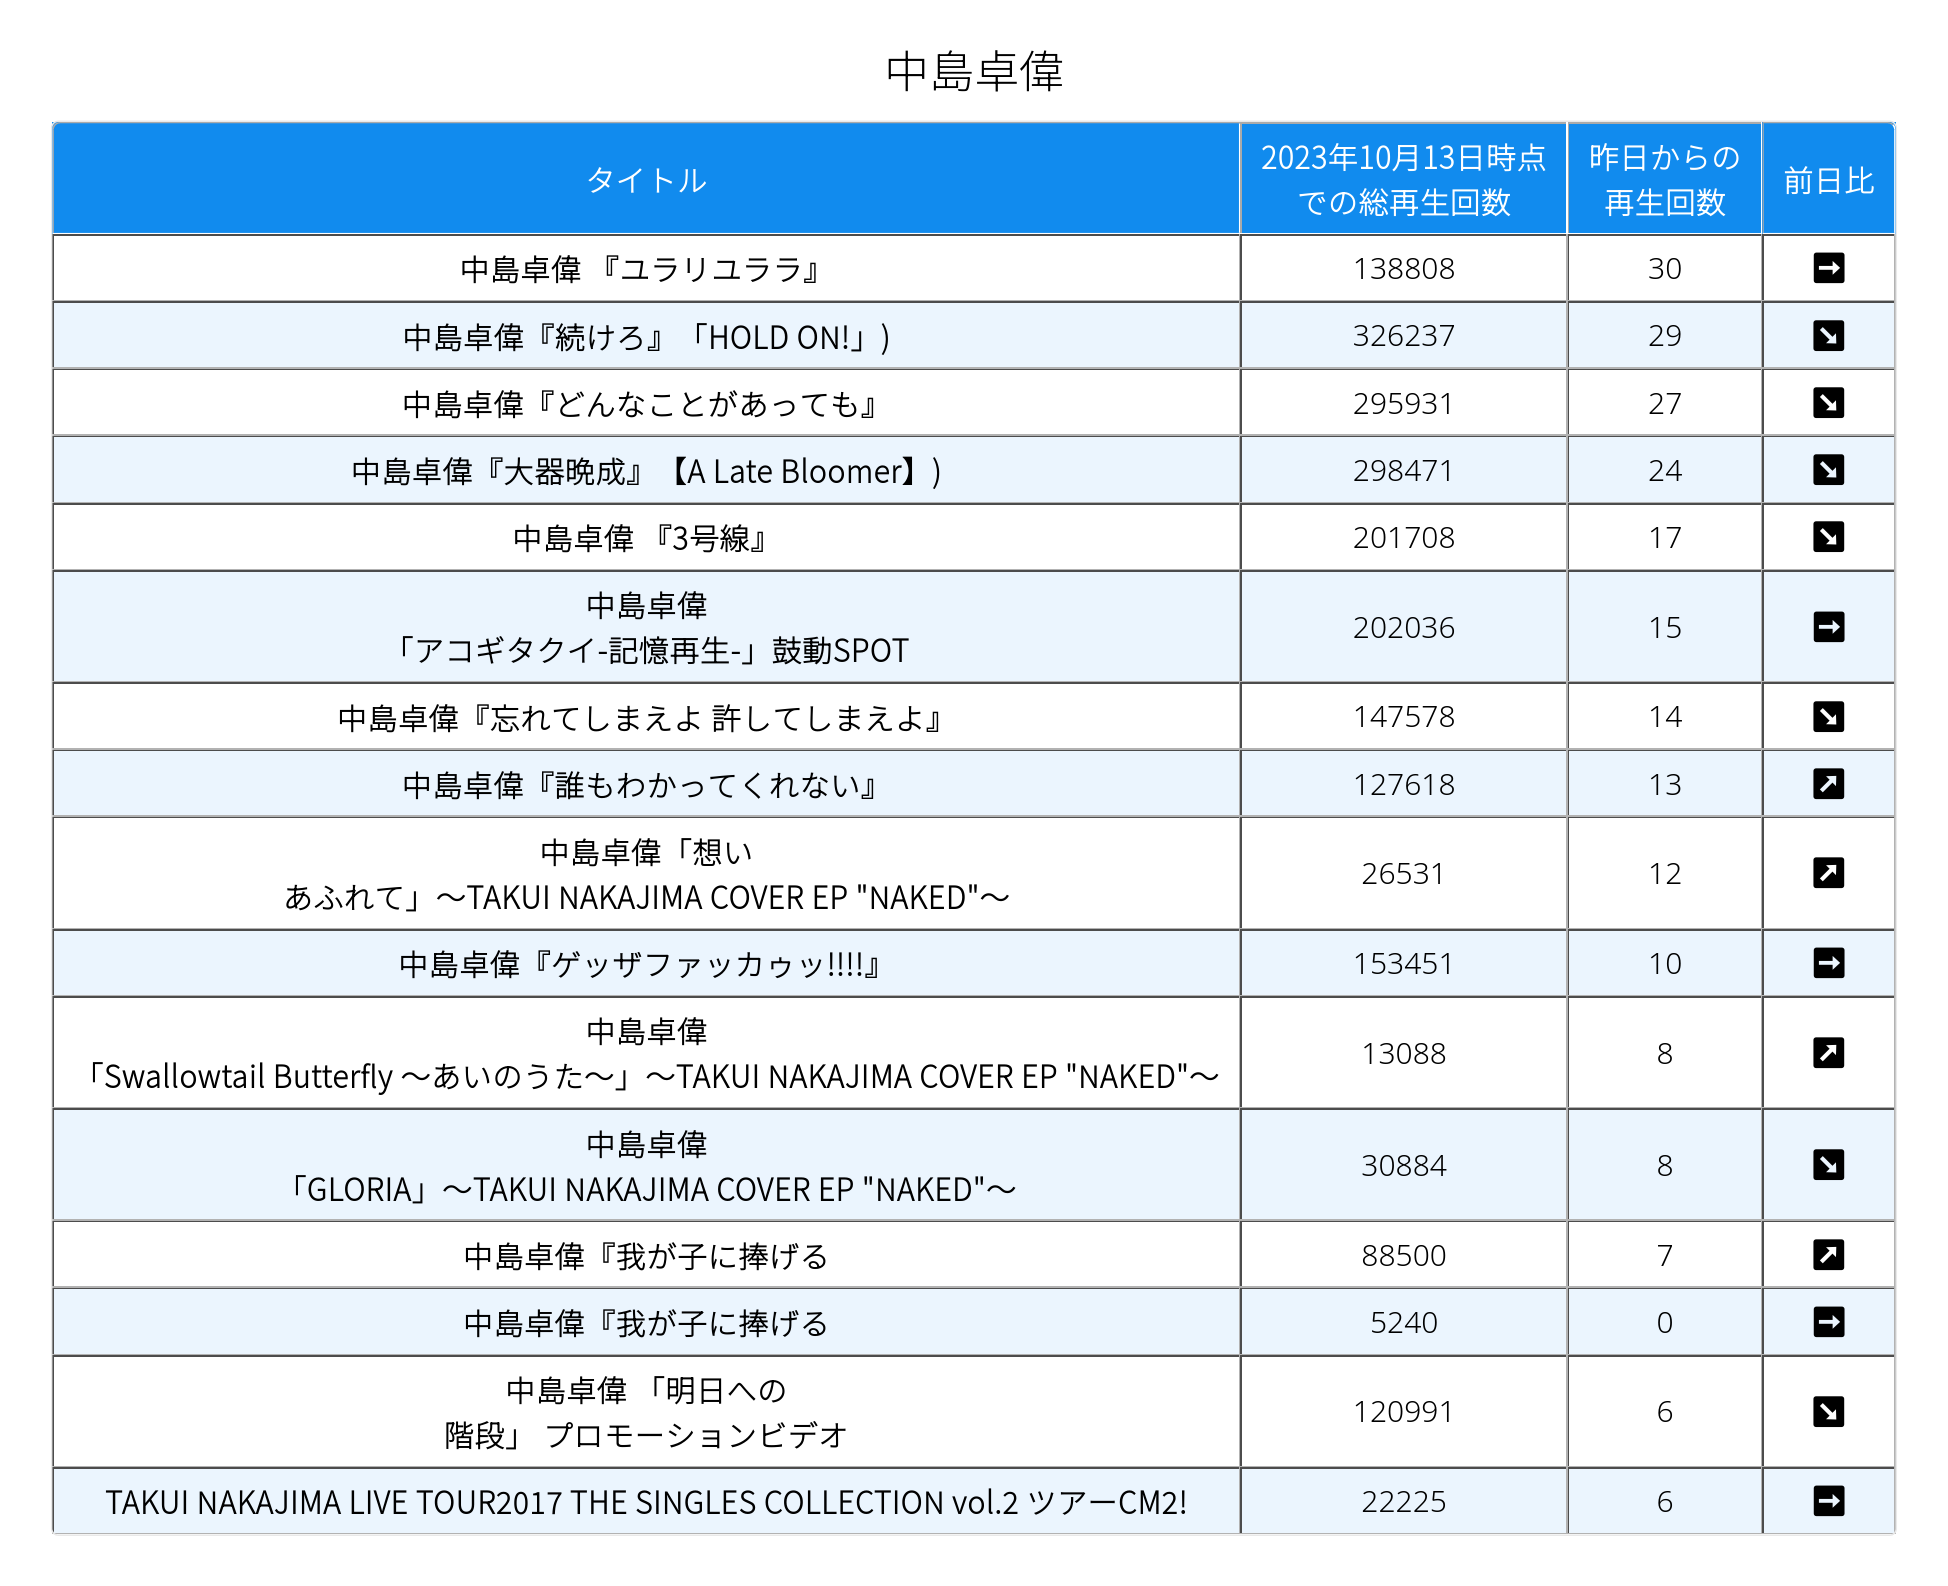 中島卓偉
タイトル
2023年10月13日時点
での総再生回数
昨日からの
再生回数
前日比
中島卓偉 『ユラリユララ』 138808 30
中島卓偉『続けろ』「HOLD ON!」) 326237 29
中島卓偉『どんなことがあっても』 295931 27
中島卓偉『大器晩成』【A Late Bloomer】) 298471 24
中島卓偉 『3号線』 201708 17
中島卓偉
「アコギタクイ-記憶再生-」鼓動SPOT 202036 15
中島卓偉『忘れてしまえよ 許してしまえよ』 147578 14
中島卓偉『誰もわかってくれない』 127618 13
中島卓偉「想い
あふれて」～TAKUI NAKAJIMA COVER EP "NAKED"～ 26531 12
中島卓偉『ゲッザファッカゥッ!!!!』 153451 10
中島卓偉
「Swallowtail Butterfly ～あいのうた～」～TAKUI NAKAJIMA COVER EP "NAKED"～ 13088 8
中島卓偉
「GLORIA」～TAKUI NAKAJIMA COVER EP "NAKED"～ 30884 8
中島卓偉『我が子に捧げる 88500 7
中島卓偉『我が子に捧げる 5240 0
中島卓偉 「明日への
階段」 プロモーションビデオ 120991 6
TAKUI NAKAJIMA LIVE TOUR2017 THE SINGLES COLLECTION vol.2 ツアーCM2! 22225 6